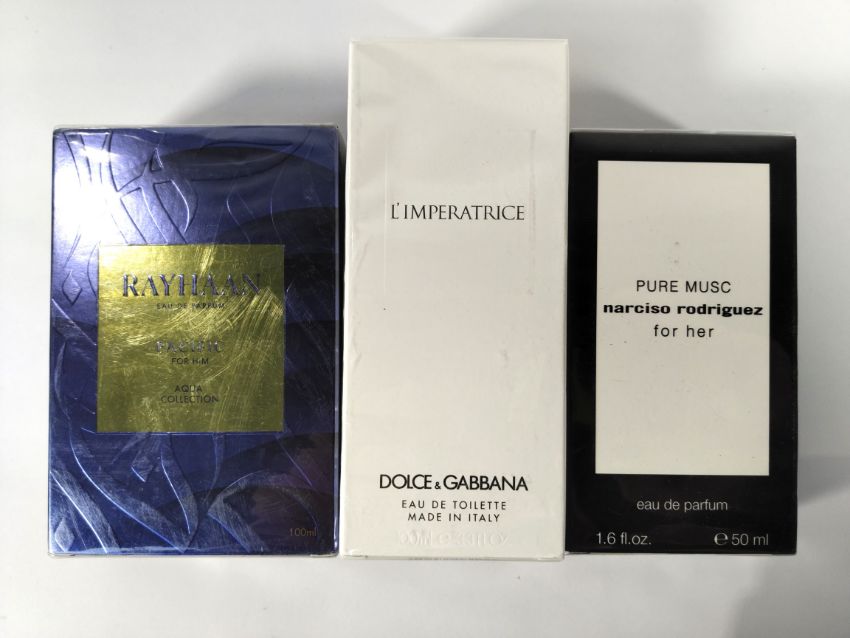 RAYHAAN
EAU DE PARFUM
PACIFIC
FOR HIM
AQUA
COLLECTION
100ml
L'IMPERATRICE
DOLCE & GABBANA
EAU DE TOILETTE
MADE IN ITALY
PURE MUSC
narciso rodriguez
for her
eau de parfum
1.6 fl.oz. ℮ 50 ml